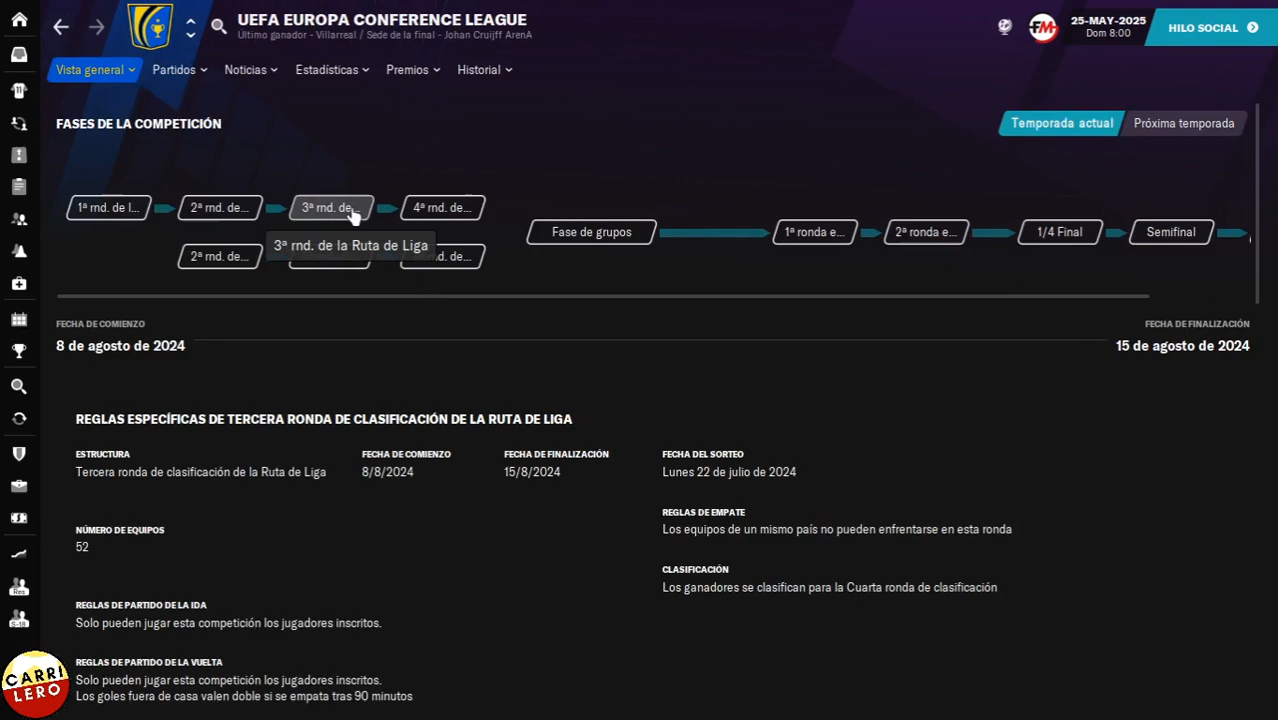 UEFA EUROPA CONFERENCE LEAGUE
Último ganador - Villarreal / Sede de la final - Johan Cruijff ArenA
FM
25-MAY-2025
Dom 8:00
HILO SOCIAL
Vista general
Partidos
Noticias
Estadísticas
Premios
Historial
FASES DE LA COMPETICIÓN
Temporada actual
Próxima temporada
1ª rnd. de l...
2ª rnd. de...
3ª rnd. de...
4ª rnd. de...
Fase de grupos
1ª ronda e...
2ª ronda e...
1/4 Final
Semifinal
3ª rnd. de la Ruta de Liga
2ª rnd. de...
d. de...
FECHA DE COMIENZO
8 de agosto de 2024
FECHA DE FINALIZACIÓN
15 de agosto de 2024
REGLAS ESPECÍFICAS DE TERCERA RONDA DE CLASIFICACIÓN DE LA RUTA DE LIGA
ESTRUCTURA
Tercera ronda de clasificación de la Ruta de Liga
FECHA DE COMIENZO
8/8/2024
FECHA DE FINALIZACIÓN
15/8/2024
FECHA DEL SORTEO
Lunes 22 de julio de 2024
NÚMERO DE EQUIPOS
52
REGLAS DE EMPATE
Los equipos de un mismo país no pueden enfrentarse en esta ronda
CLASIFICACIÓN
Los ganadores se clasifican para la Cuarta ronda de clasificación
REGLAS DE PARTIDO DE LA IDA
Solo pueden jugar esta competición los jugadores inscritos.
REGLAS DE PARTIDO DE LA VUELTA
Solo pueden jugar esta competición los jugadores inscritos.
Los goles fuera de casa valen doble si se empata tras 90 minutos
11
Res
S-18
CARRI
LERO